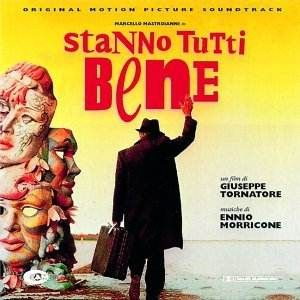 ORIGINAL MOTION PICTURE SOUNDTRACK
MARCELLO MASTROIANNI in
STANNO TUTTI
BENE
un film di
GIUSEPPE
TORNATORE
musiche di
ENNIO
MORRICONE